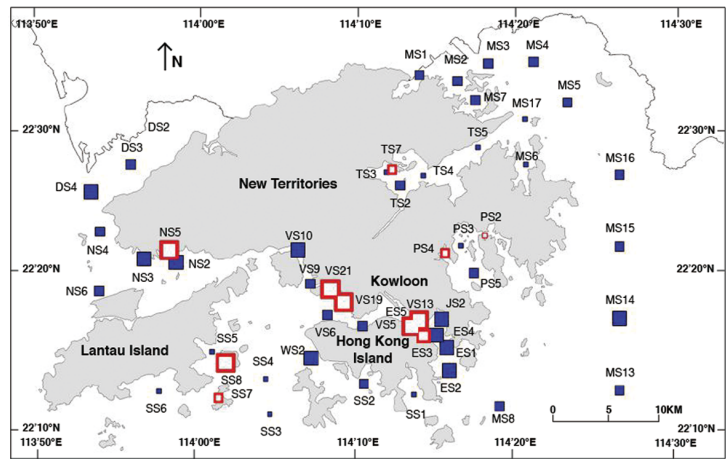 113°50'E
114°00'E
114°10'E
114°20'E
114°30'E
N
MS1
MS2
MS3
MS4
MS7
MS5
MS17
22°30'N
22°30'N
DS2
DS3
TS7
TS5
MS6
MS16
DS4
TS3
TS4
New Territories
TS2
NS5
VS10
PS3
PS2
MS15
NS4
PS4
NS3
NS2
VS9
VS21
Kowloon
PS5
22°20'N
22°20'N
NS6
VS19
VS13
JS2
MS14
ES5
VS6
VS5
ES4
Lantau Island
SS5
WS2
Hong Kong
Island
ES3
ES1
SS8
SS4
ES2
MS13
SS7
SS2
SS6
SS3
SS1
MS8
0 5 10KM
22°10'N
22°10'N
113°50'E
114°00'E
114°10'E
114°20'E
114°30'E